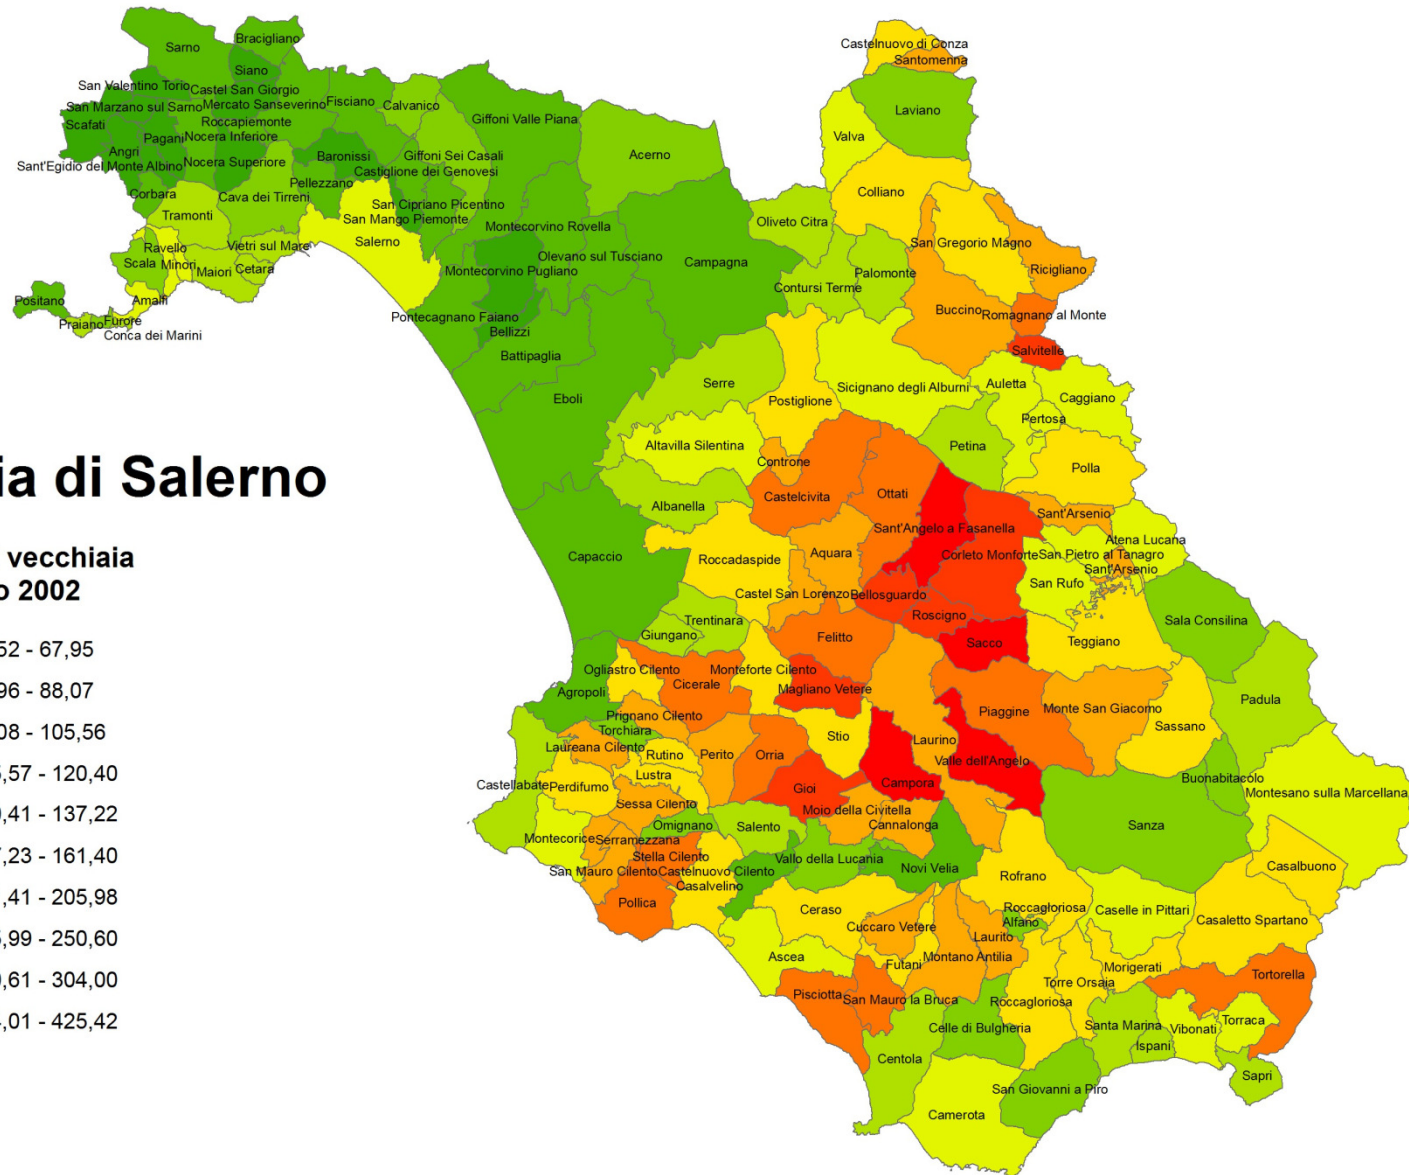 Sarno
Bracigliano
Siano
San Valentino Torio
Castel San Giorgio
San Marzano sul Sarno
Mercato Sanseverino
Fisciano
Calvanico
Scafati
Roccapiemonte
Pagani
Nocera Inferiore
Angri
Sant'Egidio del Monte Albino
Nocera Superiore
Baronissi
Giffoni Sei Casali
Castiglione dei Genovesi
Giffoni Valle Piana
Acerno
Corbara
Cava dei Tirreni
Pellezzano
San Cipriano Picentino
San Mango Piemonte
Tramonti
Salerno
Montecorvino Rovella
Ravello
Vietri sul Mare
Scala
Minori
Maiori
Cetara
Montecorvino Pugliano
Olevano sul Tusciano
Campagna
Positano
Amalfi
Praiano
Furore
Conca dei Marini
Pontecagnano Faiano
Bellizzi
Battipaglia
Eboli
Castelnuovo di Conza
Santomenna
Laviano
Valva
Colliano
Oliveto Citra
San Gregorio Magno
Contursi Terme
Palomonte
Ricigliano
Buccino
Romagnano al Monte
Salvitelle
Serre
Postiglione
Sicignano degli Alburni
Auletta
Caggiano
Pertosa
Altavilla Silentina
Controne
Petina
Polla
ia di Salerno
Albanella
Castelcivita
Ottati
Sant'Angelo a Fasanella
Sant'Arsenio
Atena Lucana
vecchiaia
o 2002
Capaccio
Roccadaspide
Aquara
Corleto Monforte
San Pietro al Tanagro
Sant'Arsenio
San Rufo
Castel San Lorenzo
Bellosguardo
Roscigno
Trentinara
Giungano
Felitto
Sacco
Teggiano
Sala Consilina
52 - 67,95
96 - 88,07
08 - 105,56
5,57 - 120,40
0,41 - 137,22
7,23 - 161,40
1,41 - 205,98
5,99 - 250,60
0,61 - 304,00
4,01 - 425,42
Ogliastro Cilento
Monteforte Cilento
Cicerale
Magliano Vetere
Agropoli
Prignano Cilento
Torchiara
Piaggine
Monte San Giacomo
Sassano
Padula
Laureana Cilento
Rutino
Perito
Orria
Stio
Laurino
Valle dell'Angelo
Lustra
Castellabate
Perdifumo
Gioi
Campora
Buonabitacolo
Montesano sulla Marcellana
Sessa Cilento
Moio della Civitella
Cannalonga
Omignano
Salento
Sanza
Montecorice
Serramezzana
Stella Cilento
Vallo della Lucania
Novi Velia
San Mauro Cilento
Castelnuovo Cilento
Casalvelino
Pollica
Casalbuono
Rofrano
Ceraso
Roccagloriosa
Alfano
Caselle in Pittari
Casaletto Spartano
Cuccaro Vetere
Laurito
Ascea
Futani
Montano Antilia
Morigerati
Tortorella
Pisciotta
San Mauro la Bruca
Torre Orsaia
Roccagloriosa
Celle di Bulgheria
Santa Marina
Vibonati
Torraca
Ispani
Centola
Sapri
San Giovanni a Piro
Camerota